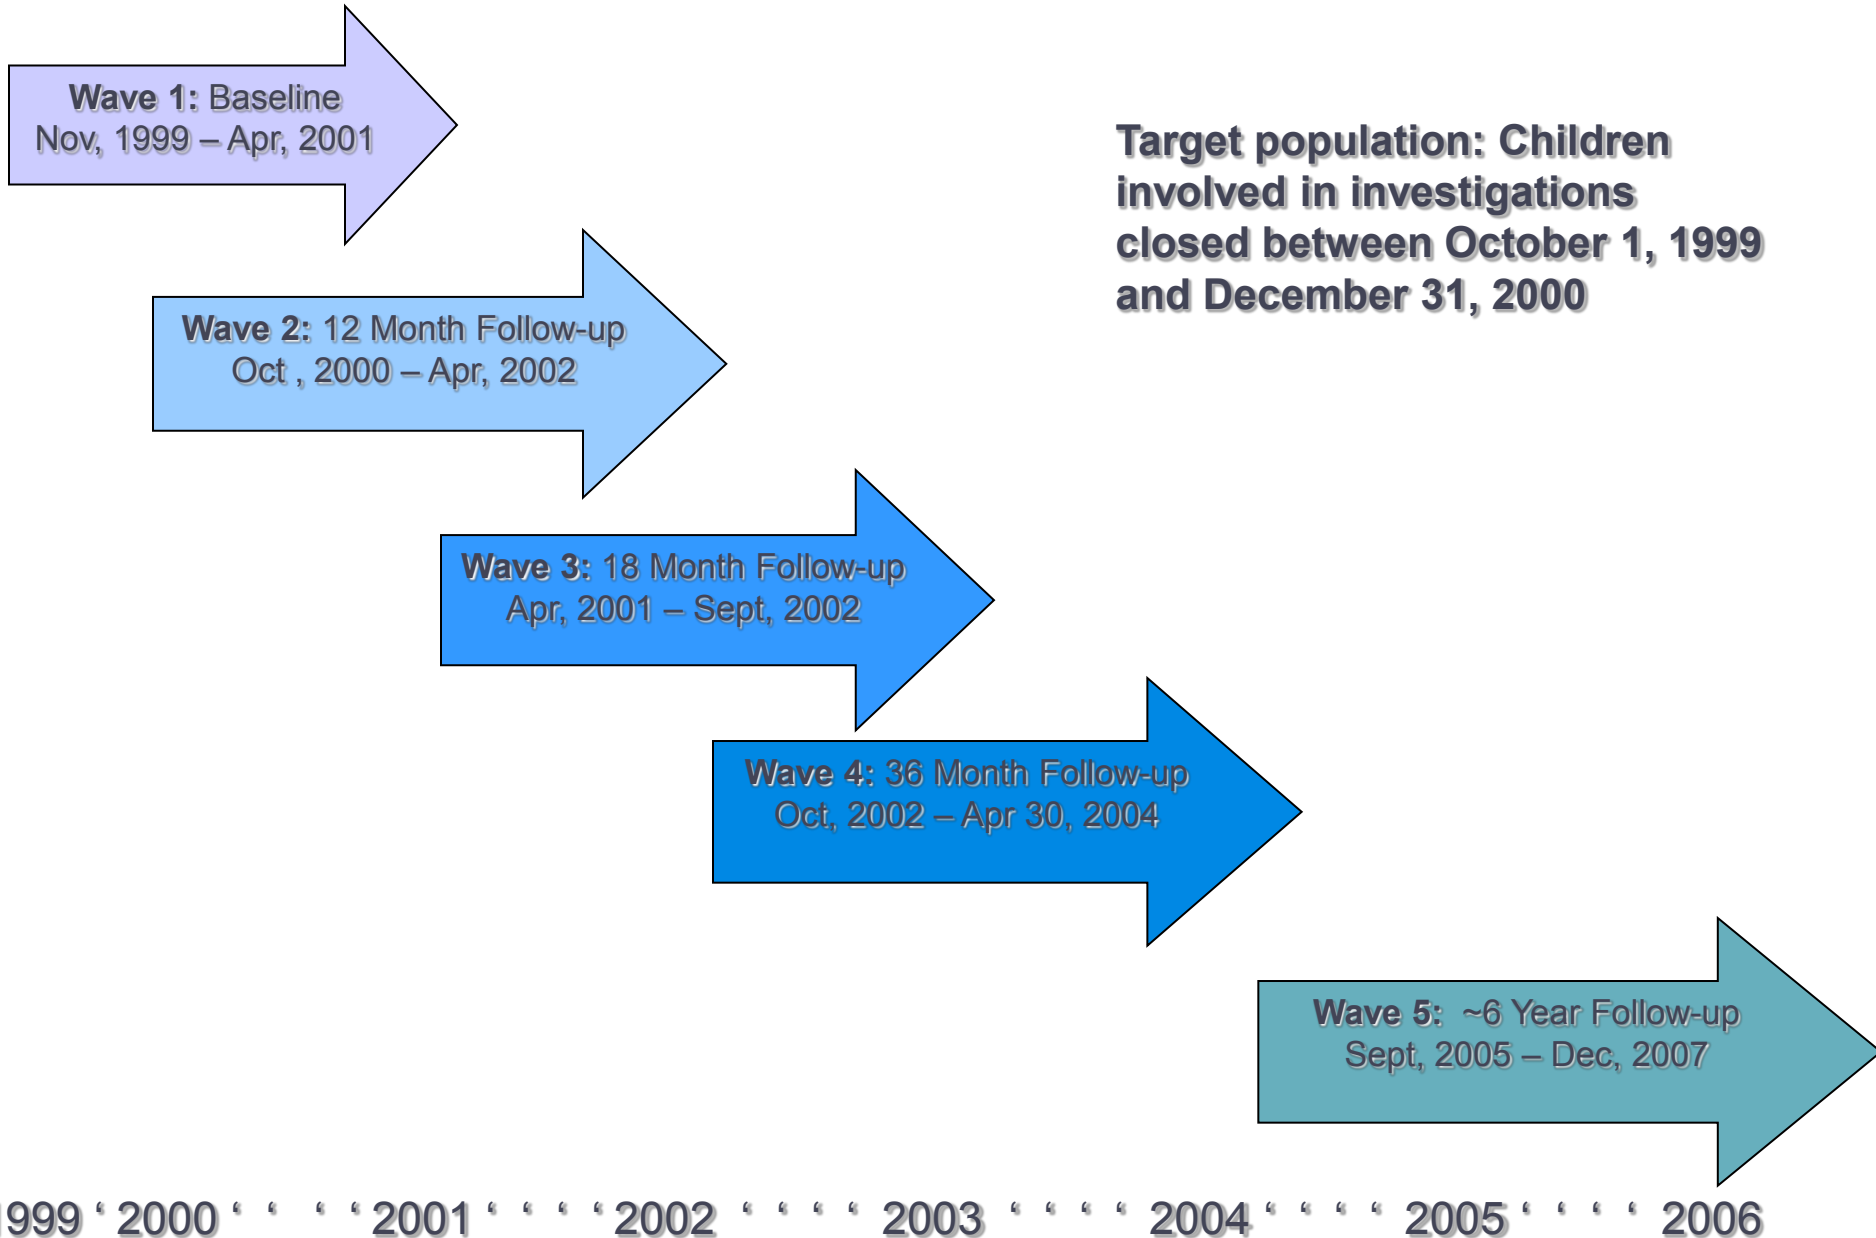 Wave 1: Baseline
Nov, 1999 – Apr, 2001
Target population: Children
involved in investigations
closed between October 1, 1999
and December 31, 2000
Wave 2: 12 Month Follow-up
Oct , 2000 – Apr, 2002
Wave 3: 18 Month Follow-up
Apr, 2001 – Sept, 2002
Wave 4: 36 Month Follow-up
Oct, 2002 – Apr 30, 2004
Wave 5: ~6 Year Follow-up
Sept, 2005 – Dec, 2007
999 ‘ 2000 ‘ ‘ ‘ ‘ 2001 ‘ ‘ ‘ ‘ 2002 ‘ ‘ ‘ ‘ 2003 ‘ ‘ ‘ ‘ 2004 ‘ ‘ ‘ ‘ 2005 ‘ ‘ ‘ ‘ 2006